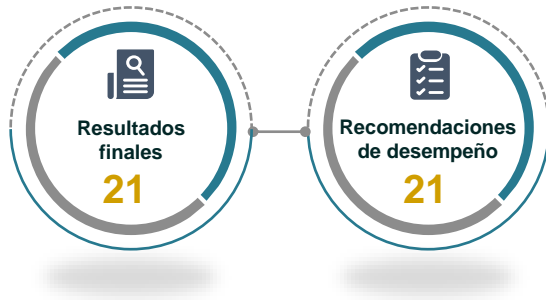 Resultados
finales
21
Recomendaciones
de desempeño
21